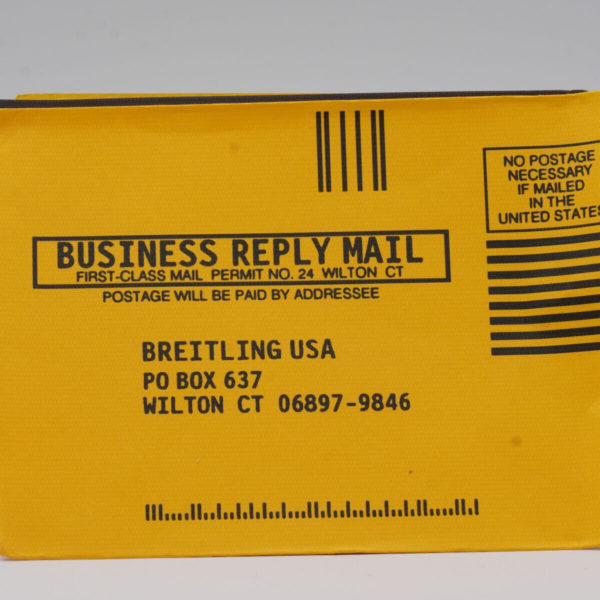 NO POSTAGE
NECESSARY
IF MAILED
IN THE
UNITED STATES
BUSINESS REPLY MAIL
FIRST-CLASS MAIL PERMIT NO. 24 WILTON CT
POSTAGE WILL BE PAID BY ADDRESSEE
BREITLING USA
PO BOX 637
WILTON CT 06897-9846